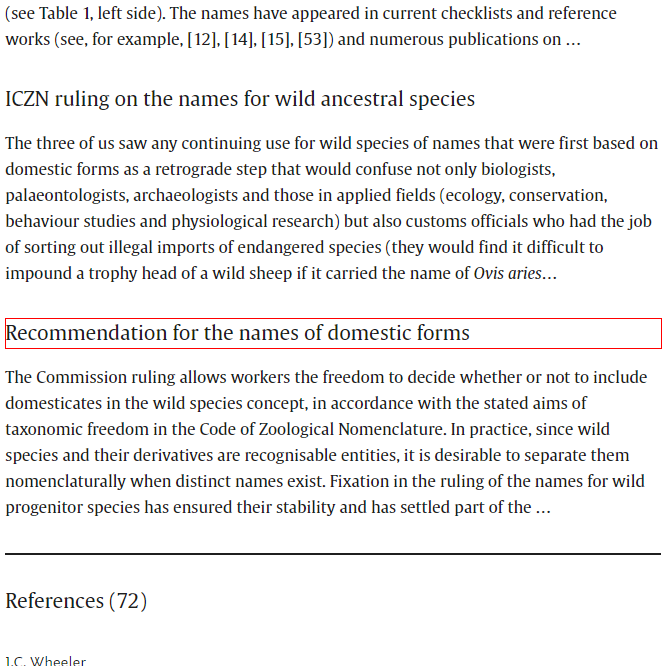 (see Table 1, left side). The names have appeared in current checklists and reference
works (see, for example, [12], [14], [15], [53]) and numerous publications on …
ICZN ruling on the names for wild ancestral species
The three of us saw any continuing use for wild species of names that were first based on
domestic forms as a retrograde step that would confuse not only biologists,
palaeontologists, archaeologists and those in applied fields (ecology, conservation,
behaviour studies and physiological research) but also customs officials who had the job
of sorting out illegal imports of endangered species (they would find it difficult to
impound a trophy head of a wild sheep if it carried the name of Ovis aries…
Recommendation for the names of domestic forms
The Commission ruling allows workers the freedom to decide whether or not to include
domesticates in the wild species concept, in accordance with the stated aims of
taxonomic freedom in the Code of Zoological Nomenclature. In practice, since wild
species and their derivatives are recognisable entities, it is desirable to separate them
nomenclaturally when distinct names exist. Fixation in the ruling of the names for wild
progenitor species has ensured their stability and has settled part of the …
References (72)
J.C. Wheeler